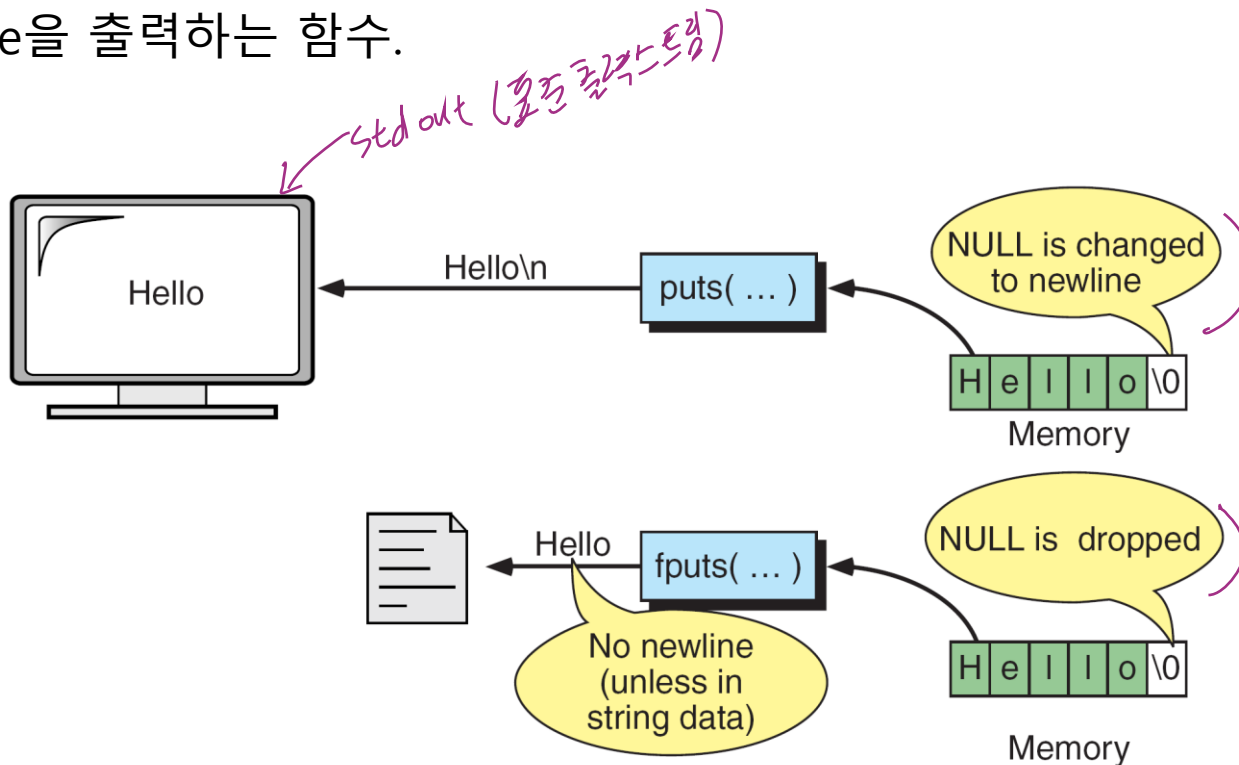 e을 출력하는 함수.
stdout (표준 출력스트림)
Hello
Hello\n
puts( … )
NULL is changed
to newline
H e l l o \0
Memory
Hello
fputs( … )
NULL is dropped
No newline
(unless in
string data)
H e l l o \0
Memory